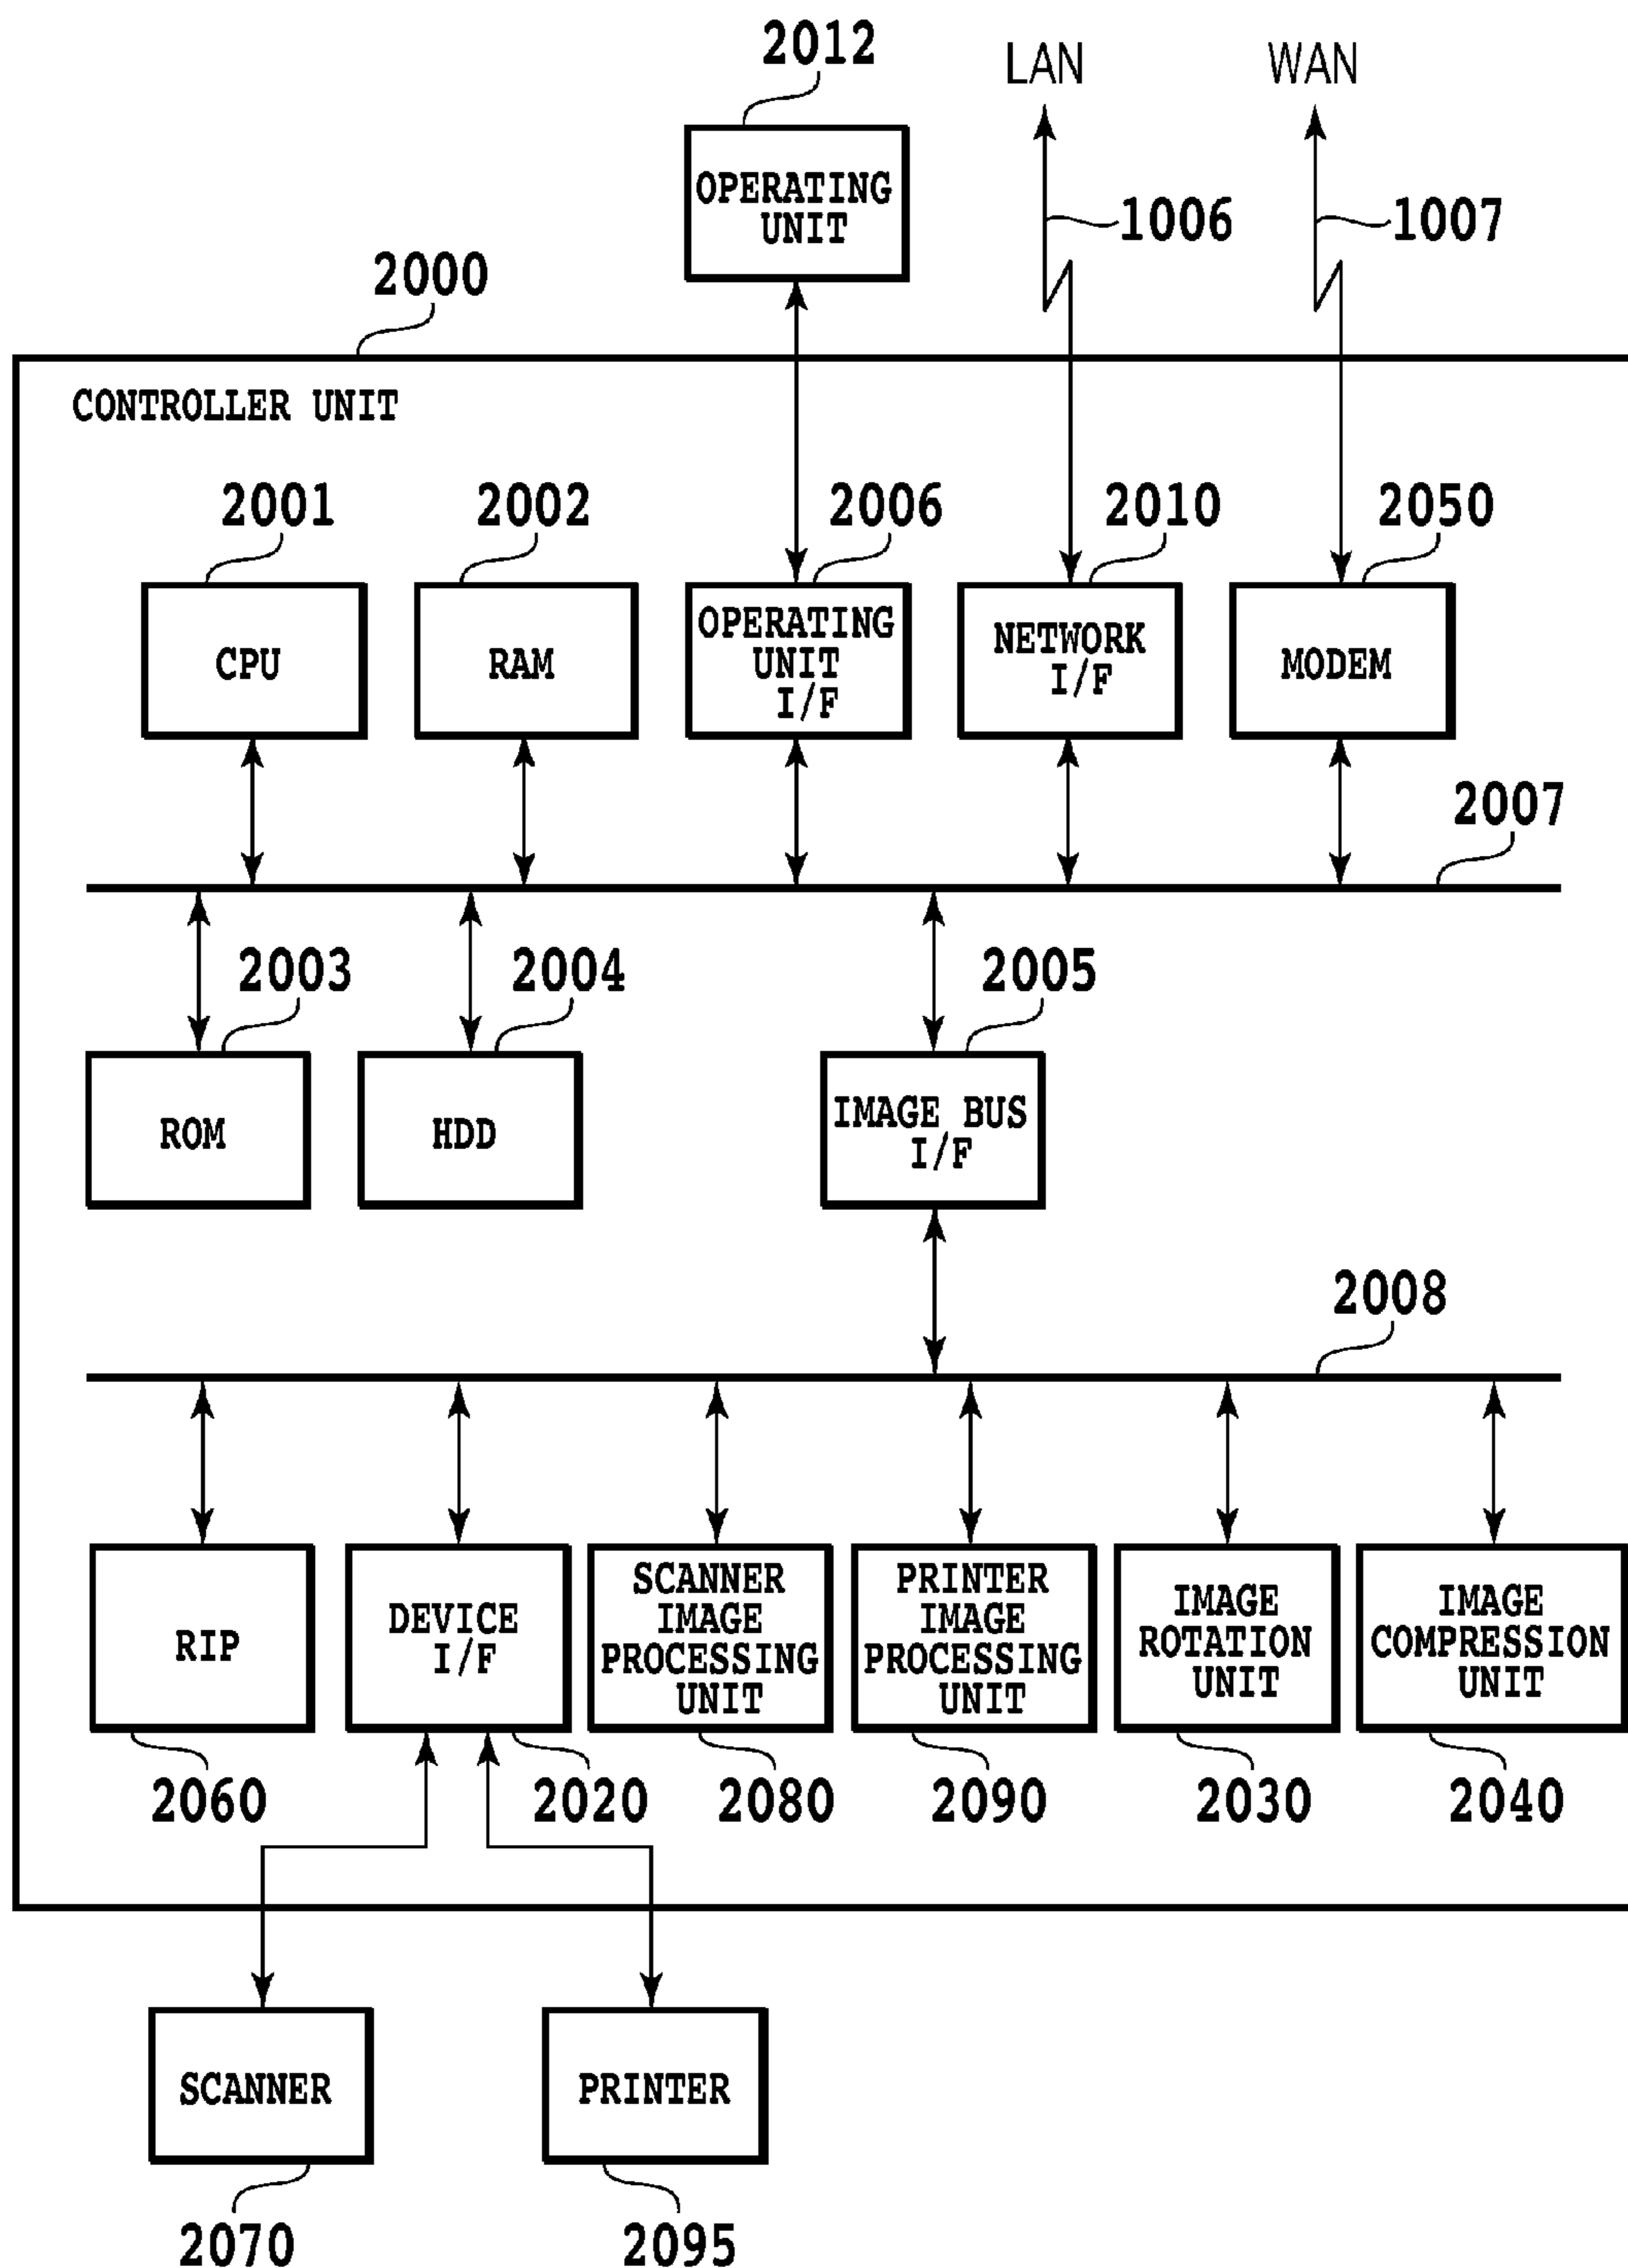 2012
LAN
WAN
OPERATING
UNIT
1006
1007
2000
CONTROLLER UNIT
2001
2002
2006
2010
2050
CPU
RAM
OPERATING
UNIT
I/F
NETWORK
I/F
MODEM
2007
2003
2004
2005
ROM
HDD
IMAGE BUS
I/F
2008
RIP
DEVICE
I/F
SCANNER
IMAGE
PROCESSING
UNIT
PRINTER
IMAGE
PROCESSING
UNIT
IMAGE
ROTATION
UNIT
IMAGE
COMPRESSION
UNIT
2060
2020
2080
2090
2030
2040
SCANNER
PRINTER
2070
2095